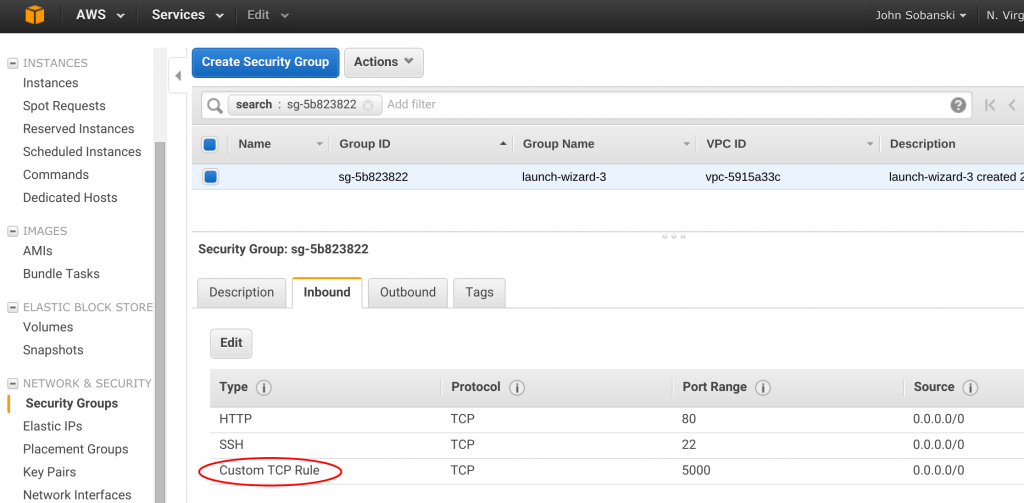 AWS Services Edit John Sobanski N. Virg
INSTANCES
Instances
Spot Requests
Reserved Instances
Scheduled Instances
Commands
Dedicated Hosts
IMAGES
AMIs
Bundle Tasks
ELASTIC BLOCK STORE
Volumes
Snapshots
NETWORK & SECURITY
Security Groups
Elastic IPs
Placement Groups
Key Pairs
Network Interfaces
Create Security Group Actions
search : sg-5b823822 Add filter ?
Name Group ID Group Name VPC ID Description
sg-5b823822 launch-wizard-3 vpc-5915a33c launch-wizard-3 created 2
Security Group: sg-5b823822
Description Inbound Outbound Tags
Edit
Type i Protocol i Port Range i Source i
HTTP TCP 80 0.0.0.0/0
SSH TCP 22 0.0.0.0/0
Custom TCP Rule TCP 5000 0.0.0.0/0